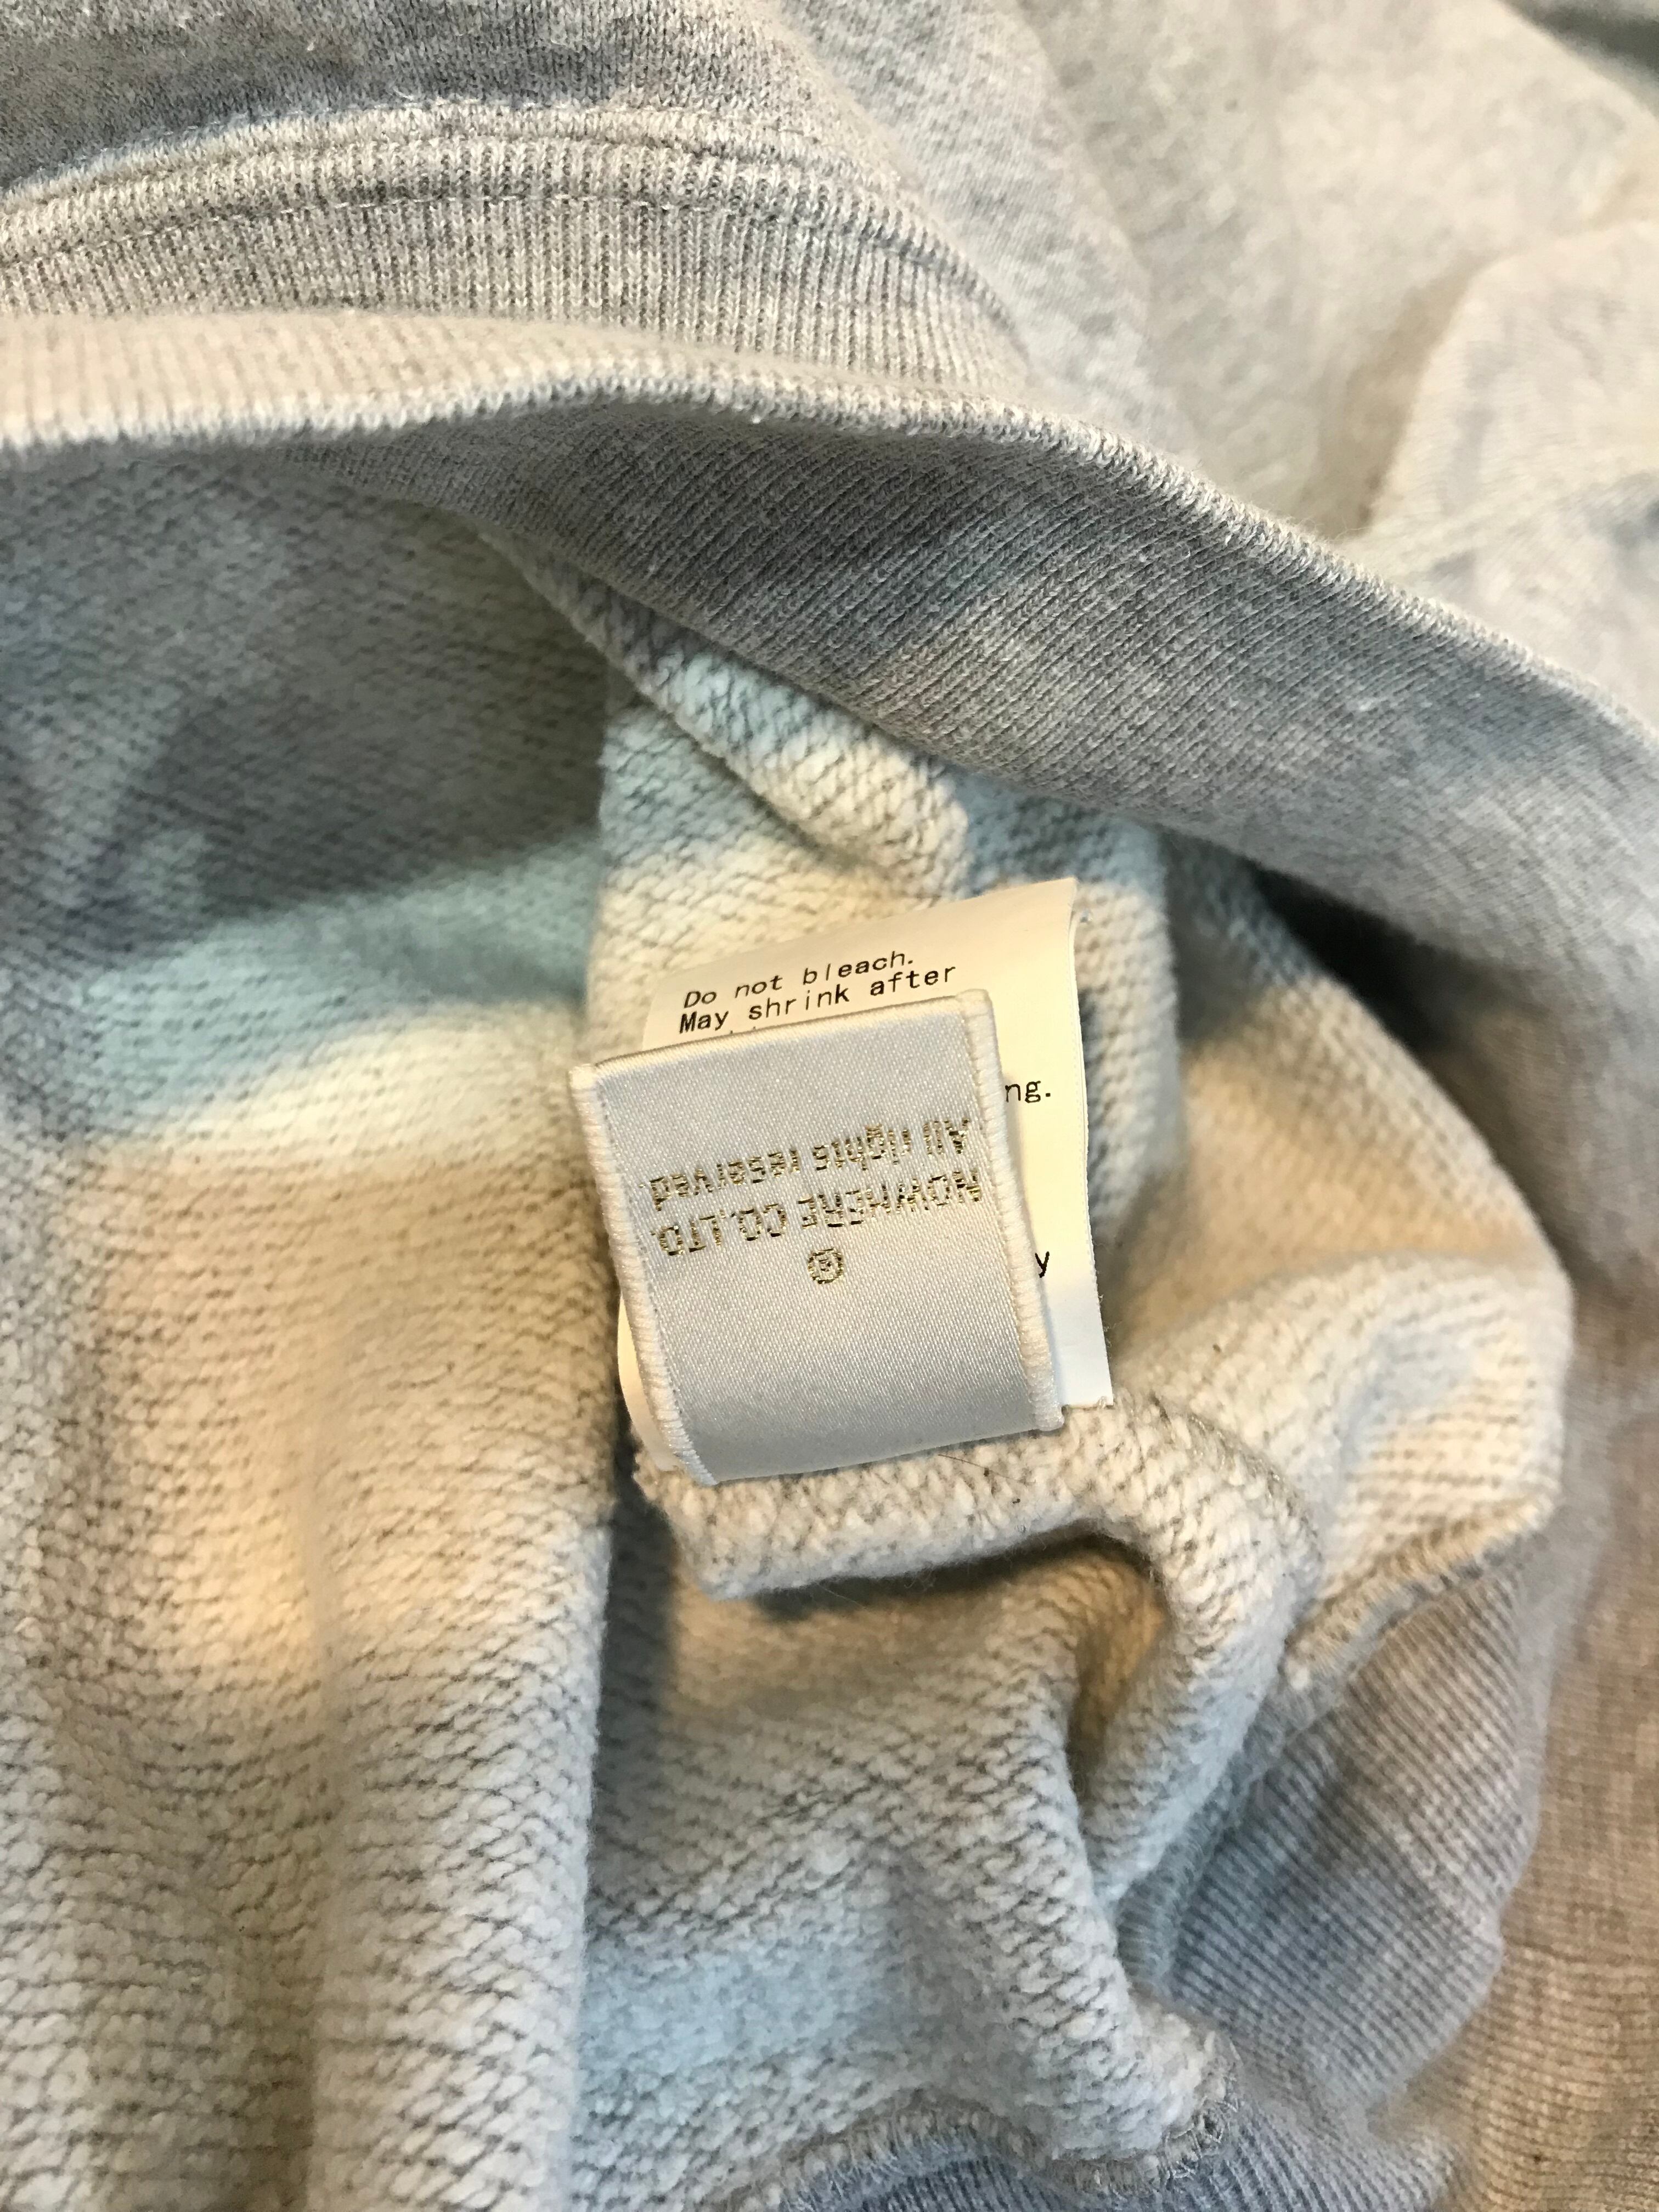 Do not bleach.
May shrink after
ng.
y
®
NOWHERE CO.LTD.
All rights reserved